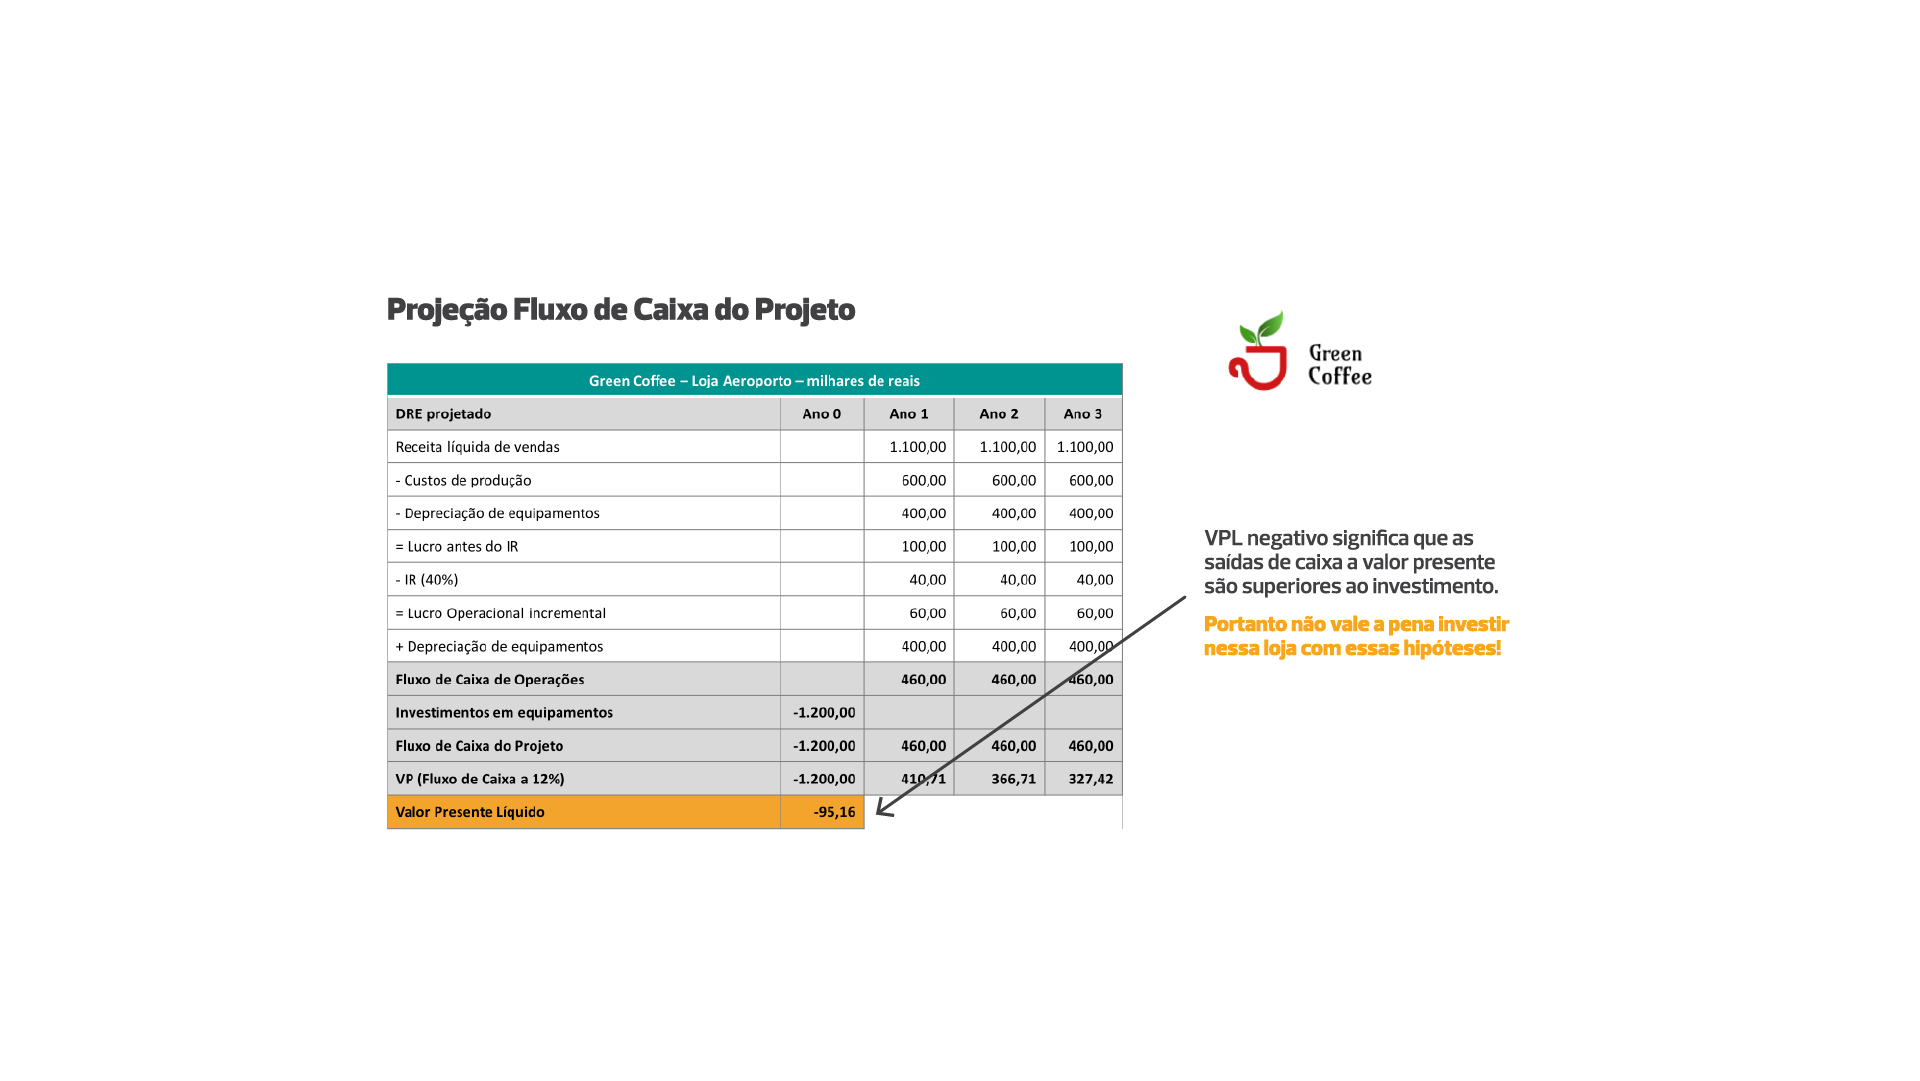 Projeção Fluxo de Caixa do Projeto
Green Coffee
Green Coffee – Loja Aeroporto – milhares de reais
DRE projetado Ano 0 Ano 1 Ano 2 Ano 3
Receita líquida de vendas 1.100,00 1.100,00 1.100,00
- Custos de produção 600,00 600,00 600,00
- Depreciação de equipamentos 400,00 400,00 400,00
= Lucro antes do IR 100,00 100,00 100,00
- IR (40%) 40,00 40,00 40,00
= Lucro Operacional incremental 60,00 60,00 60,00
+ Depreciação de equipamentos 400,00 400,00 400,00
Fluxo de Caixa de Operações 460,00 460,00 460,00
Investimentos em equipamentos -1.200,00
Fluxo de Caixa do Projeto -1.200,00 460,00 460,00 460,00
VP (Fluxo de Caixa a 12%) -1.200,00 410,71 366,71 327,42
Valor Presente Líquido -95,16
VPL negativo significa que as
saídas de caixa a valor presente
são superiores ao investimento.
Portanto não vale a pena investir
nessa loja com essas hipóteses!